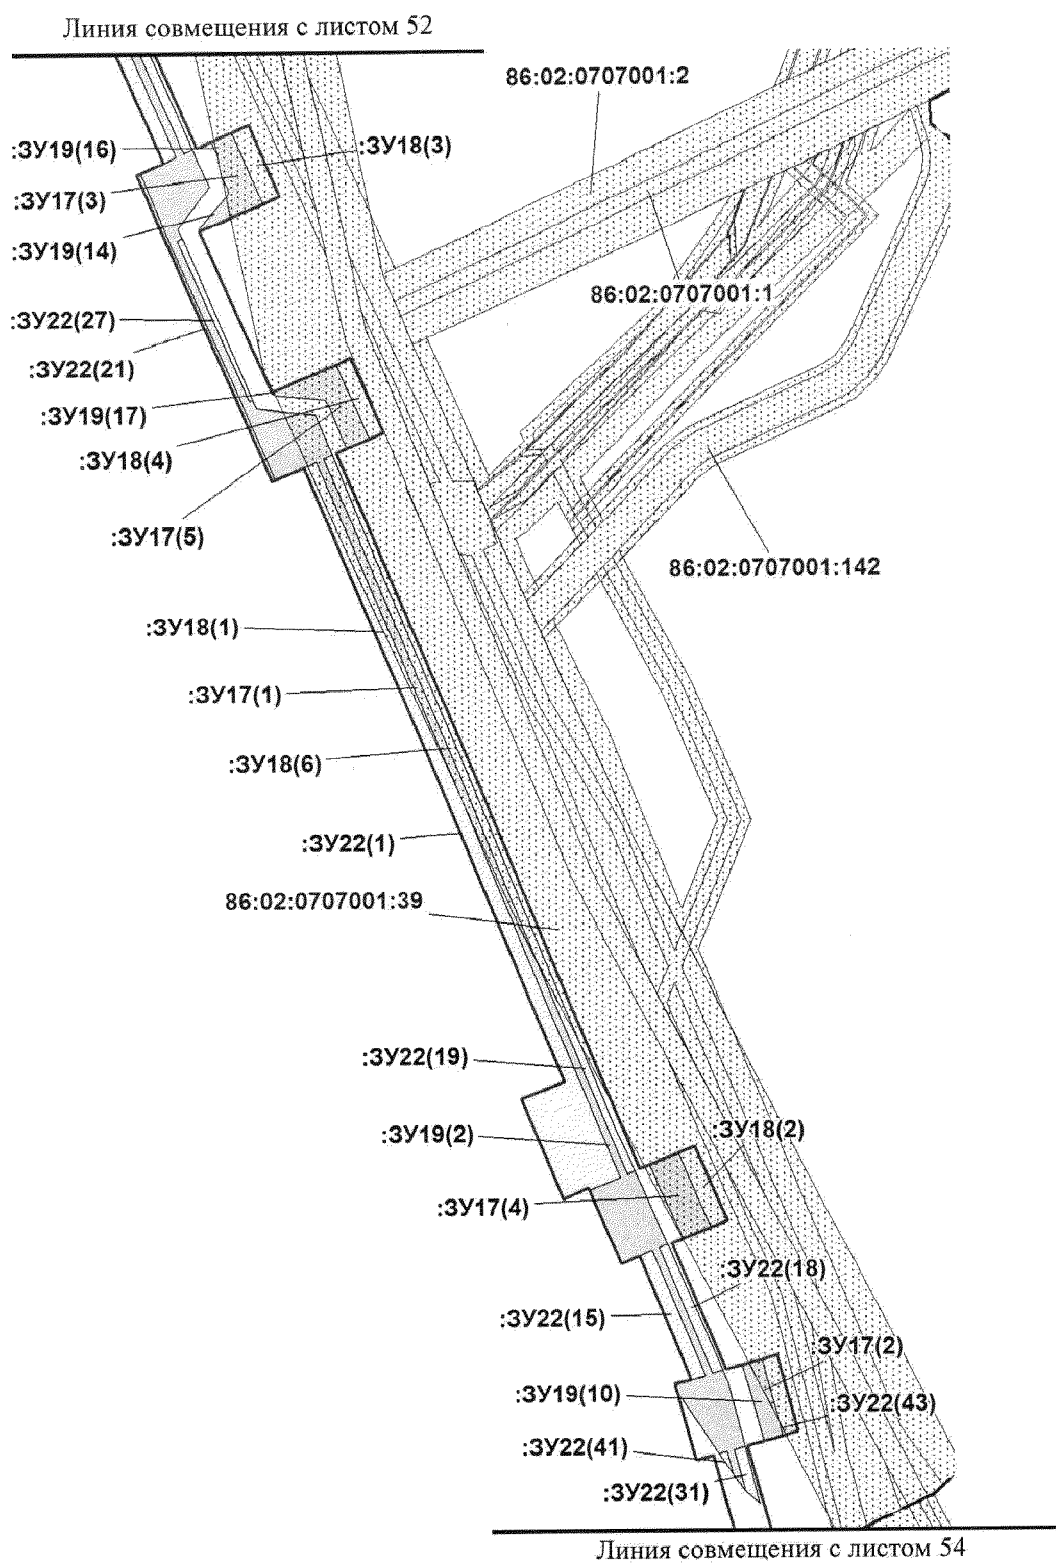 Линия совмещения с листом 52
86:02:0707001:2
:ЗУ19(16)
:ЗУ18(3)
:ЗУ17(3)
:ЗУ19(14)
86:02:0707001:1
:ЗУ22(27)
:ЗУ22(21)
:ЗУ19(17)
:ЗУ18(4)
:ЗУ17(5)
86:02:0707001:142
:ЗУ18(1)
:ЗУ17(1)
:ЗУ18(6)
:ЗУ22(1)
86:02:0707001:39
:ЗУ22(19)
:ЗУ18(2)
:ЗУ19(2)
:ЗУ17(4)
:ЗУ22(18)
:ЗУ22(15)
:ЗУ17(2)
:ЗУ19(10)
:ЗУ22(43)
:ЗУ22(41)
:ЗУ22(31)
Линия совмещения с листом 54